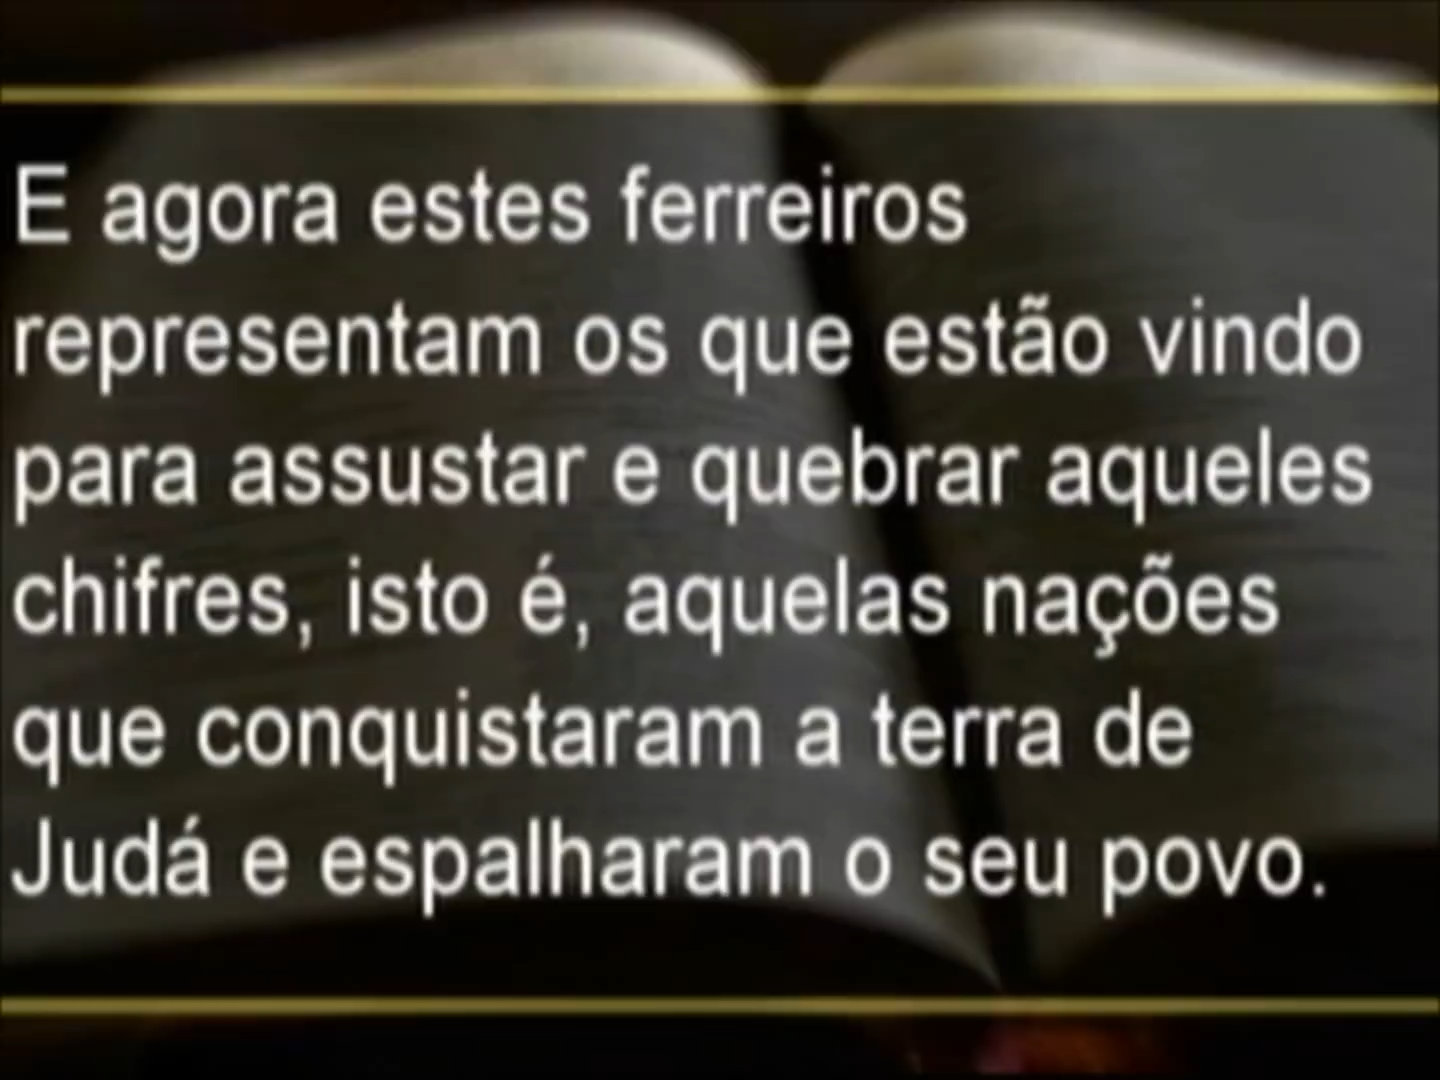 E agora estes ferreiros
representam os que estão vindo
para assustar e quebrar aqueles
chifres, isto é, aquelas nações
que conquistaram a terra de
Judá e espalharam o seu povo.